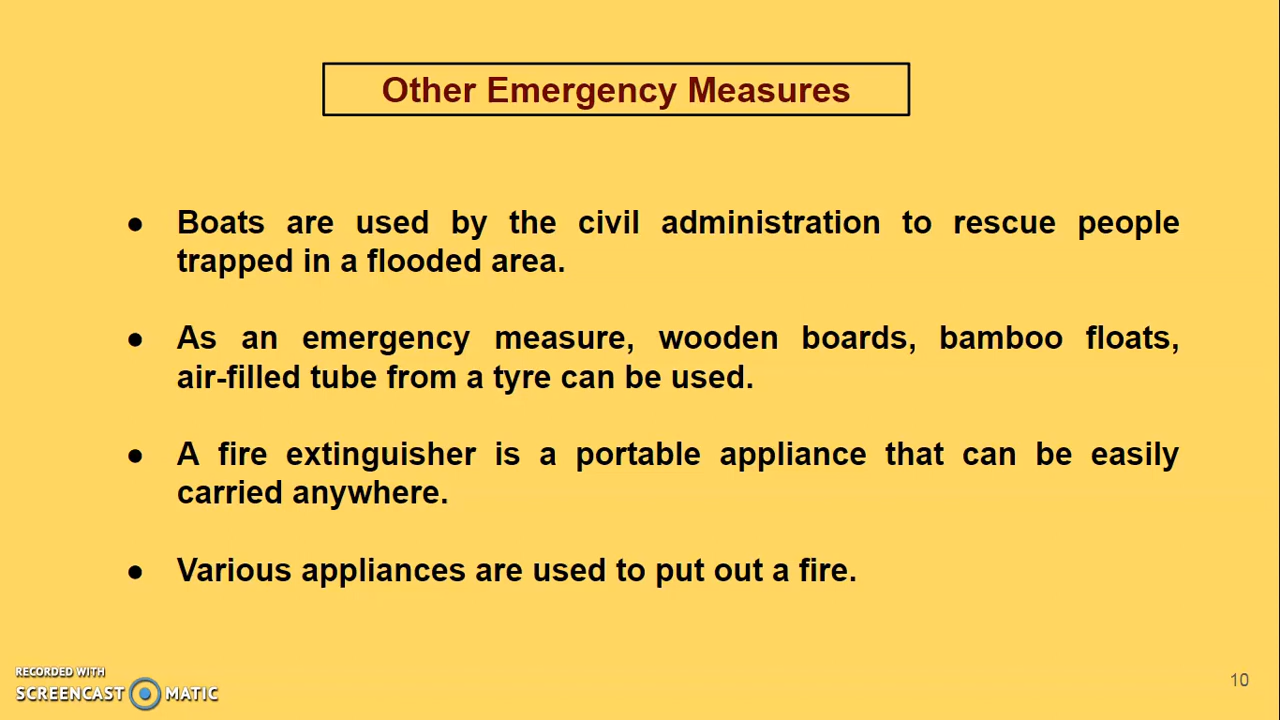 Other Emergency Measures
● Boats are used by the civil administration to rescue people
trapped in a flooded area.
● As an emergency measure, wooden boards, bamboo floats,
air-filled tube from a tyre can be used.
● A fire extinguisher is a portable appliance that can be easily
carried anywhere.
● Various appliances are used to put out a fire.
RECORDED WITH
SCREENCAST MATIC
10